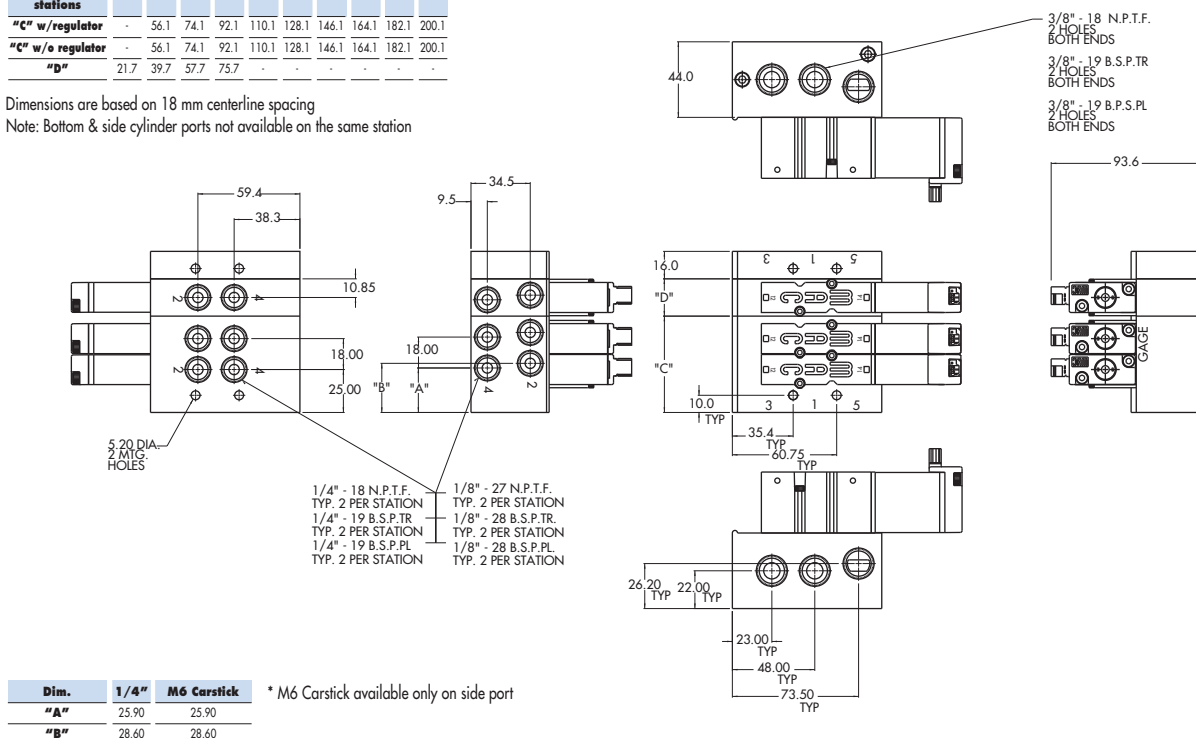 stations
"C" w/regulator - 56.1 74.1 92.1 110.1 128.1 146.1 164.1 182.1 200.1
"C" w/o regulator - 56.1 74.1 92.1 110.1 128.1 146.1 164.1 182.1 200.1
"D" 21.7 39.7 57.7 75.7 - - - - - -
Dimensions are based on 18 mm centerline spacing
Note: Bottom & side cylinder ports not available on the same station
44.0
3/8" - 18 N.P.T.F.
2 HOLES
BOTH ENDS
3/8" - 19 B.S.P.TR
2 HOLES
BOTH ENDS
3/8" - 19 B.P.S.PL
2 HOLES
BOTH ENDS
93.6
59.4
38.3
10.85
2 4
18.00
2 4
25.00
5.20 DIA.
2 MTG.
HOLES
34.5
9.5
18.00
"B" "A"
4 2
16.0
"D"
"C"
10.0
TYP
3 1 5
3 1 5
35.4
TYP
60.75
TYP
GAGE
1/4" - 18 N.P.T.F.
TYP. 2 PER STATION
1/4" - 19 B.S.P.TR
TYP. 2 PER STATION
1/4" - 19 B.S.P.PL
TYP. 2 PER STATION
1/8" - 27 N.P.T.F.
TYP. 2 PER STATION
1/8" - 28 B.S.P.TR.
TYP. 2 PER STATION
1/8" - 28 B.S.P.PL.
TYP. 2 PER STATION
26.20
TYP
22.00
TYP
23.00
TYP
48.00
TYP
73.50
TYP
Dim. 1/4" M6 Carstick
"A" 25.90 25.90
"B" 28.60 28.60
* M6 Carstick available only on side port